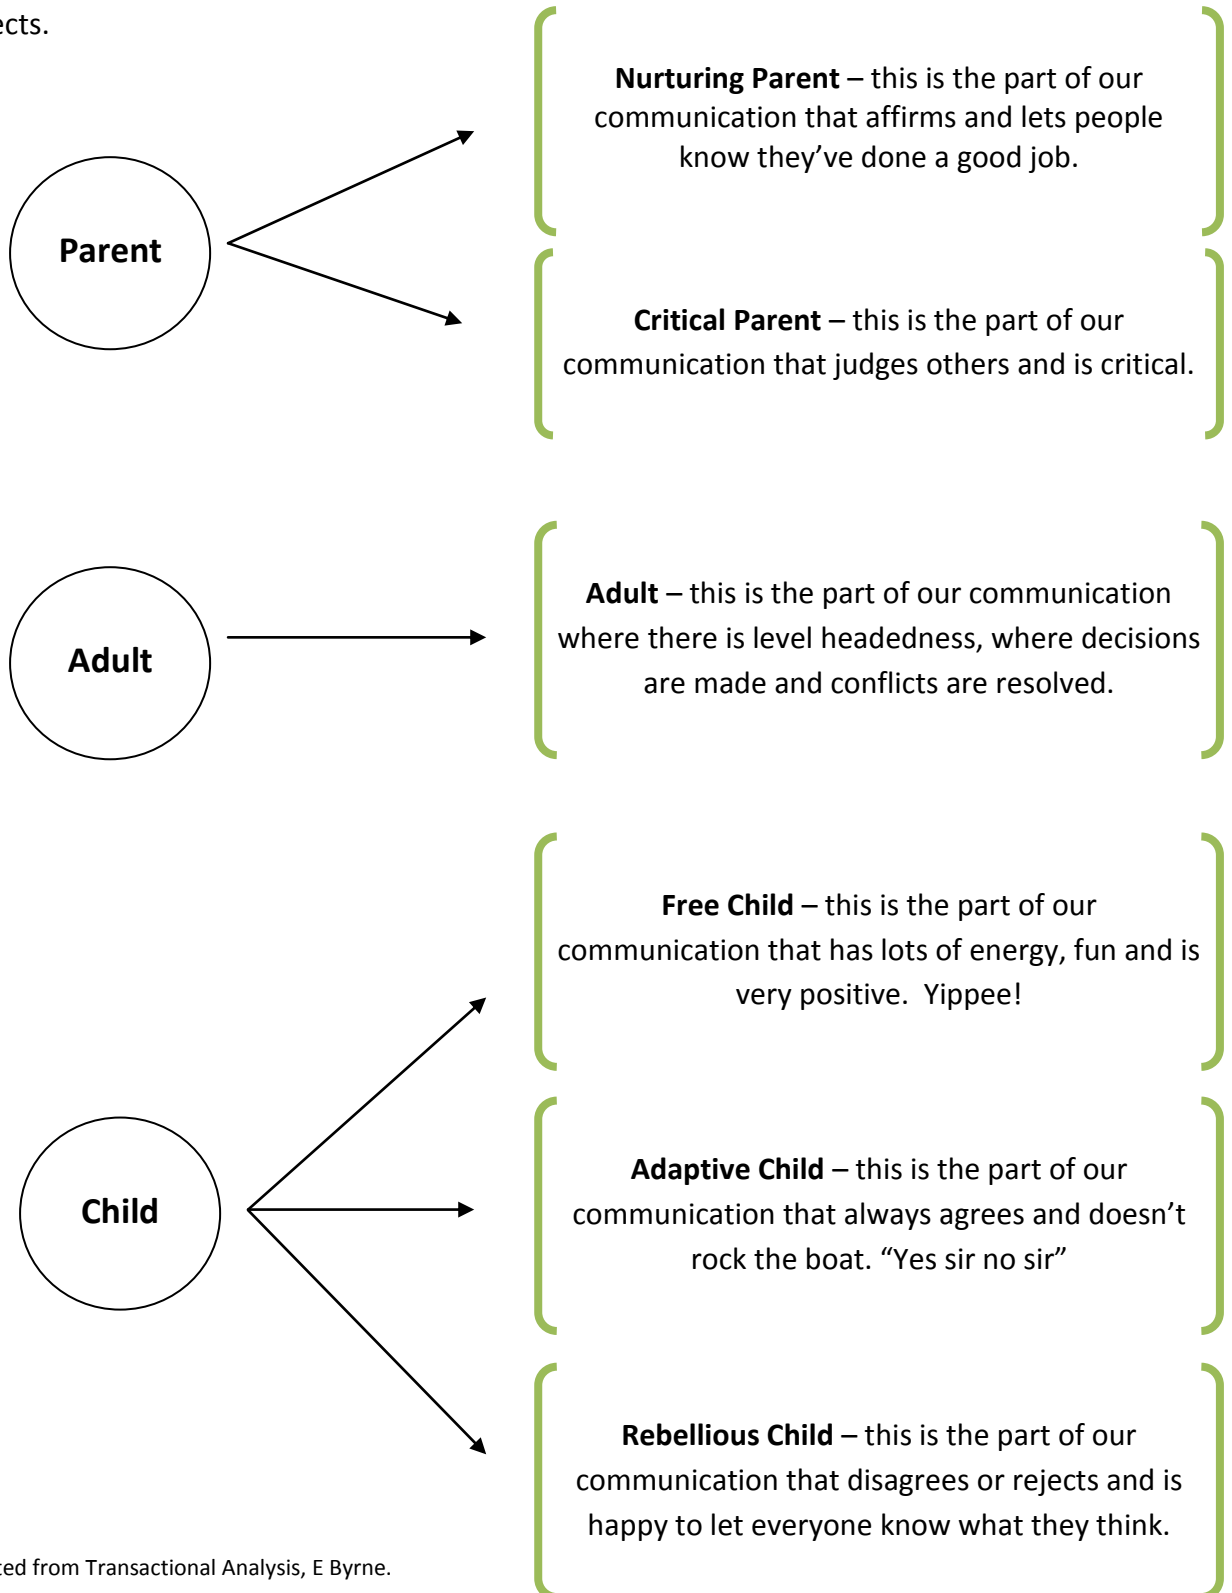 ects.
Nurturing Parent – this is the part of our
communication that affirms and lets people
know they’ve done a good job.
Parent
Critical Parent – this is the part of our
communication that judges others and is critical.
Adult – this is the part of our communication
where there is level headedness, where decisions
are made and conflicts are resolved.
Adult
Free Child – this is the part of our
communication that has lots of energy, fun and is
very positive.  Yippee!
Adaptive Child – this is the part of our
communication that always agrees and doesn’t
rock the boat. “Yes sir no sir”
Child
Rebellious Child – this is the part of our
communication that disagrees or rejects and is
happy to let everyone know what they think.
ted from Transactional Analysis, E Byrne.